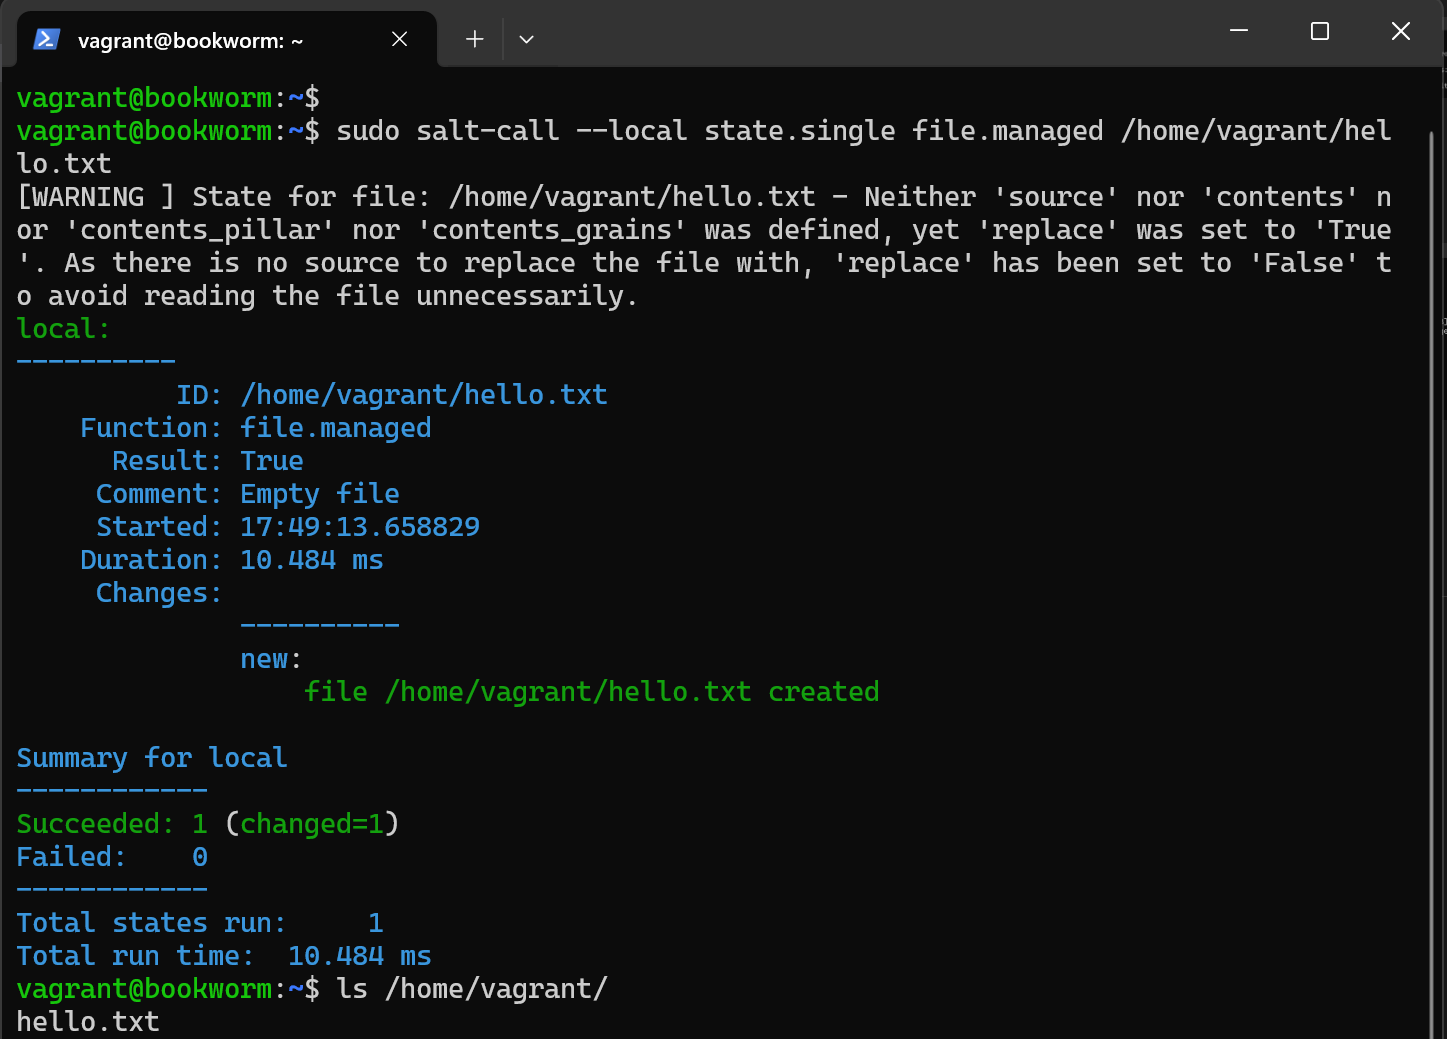 vagrant@bookworm: ~
vagrant@bookworm:~$
vagrant@bookworm:~$ sudo salt-call --local state.single file.managed /home/vagrant/hel
lo.txt
[WARNING ] State for file: /home/vagrant/hello.txt - Neither 'source' nor 'contents' n
or 'contents_pillar' nor 'contents_grains' was defined, yet 'replace' was set to 'True
'. As there is no source to replace the file with, 'replace' has been set to 'False' t
o avoid reading the file unnecessarily.
local:
----------
          ID: /home/vagrant/hello.txt
    Function: file.managed
      Result: True
     Comment: Empty file
     Started: 17:49:13.658829
    Duration: 10.484 ms
     Changes:
              ----------
              new:
                  file /home/vagrant/hello.txt created
Summary for local
------------
Succeeded: 1 (changed=1)
Failed:    0
------------
Total states run:     1
Total run time:  10.484 ms
vagrant@bookworm:~$ ls /home/vagrant/
hello.txt